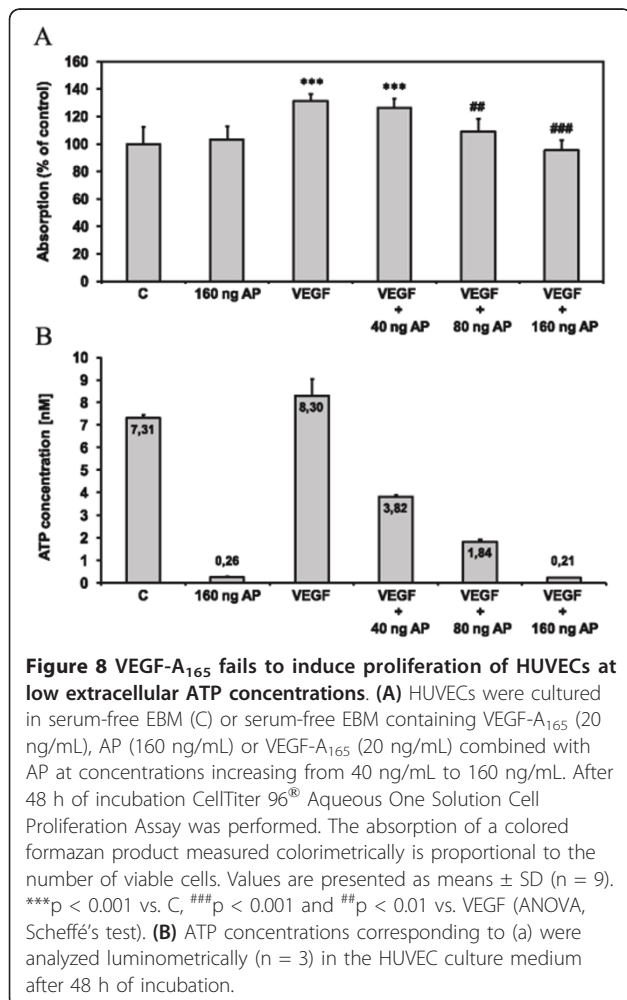 A
Absorption (% of control)
160
140
120
100
80
60
40
20
0
*** *** ## ###
C 160 ng AP VEGF VEGF + 40 ng AP VEGF + 80 ng AP VEGF + 160 ng AP
B
ATP concentration [nM]
10
9
8
7
6
5
4
3
2
1
0
7,31 0,26 8,30 3,82 1,84 0,21
C 160 ng AP VEGF VEGF + 40 ng AP VEGF + 80 ng AP VEGF + 160 ng AP
Figure 8 VEGF-A₁₆₅ fails to induce proliferation of HUVECs at
low extracellular ATP concentrations. (A) HUVECs were cultured
in serum-free EBM (C) or serum-free EBM containing VEGF-A₁₆₅ (20
ng/mL), AP (160 ng/mL) or VEGF-A₁₆₅ (20 ng/mL) combined with
AP at concentrations increasing from 40 ng/mL to 160 ng/mL. After
48 h of incubation CellTiter 96® Aqueous One Solution Cell
Proliferation Assay was performed. The absorption of a colored
formazan product measured colorimetrically is proportional to the
number of viable cells. Values are presented as means ± SD (n = 9).
***p < 0.001 vs. C, ###p < 0.001 and ##p < 0.01 vs. VEGF (ANOVA,
Scheffé's test). (B) ATP concentrations corresponding to (a) were
analyzed luminometrically (n = 3) in the HUVEC culture medium
after 48 h of incubation.